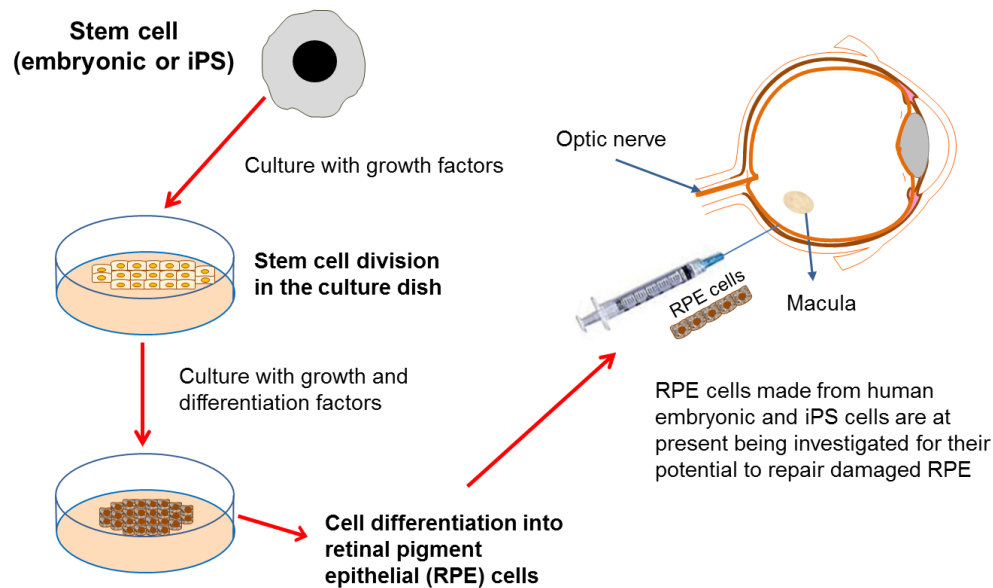 Stem cell
(embryonic or iPS)
Culture with growth factors
Stem cell division
in the culture dish
Culture with growth and
differentiation factors
Cell differentiation into
retinal pigment
epithelial (RPE) cells
Optic nerve
RPE cells
Macula
RPE cells made from human
embryonic and iPS cells are at
present being investigated for their
potential to repair damaged RPE